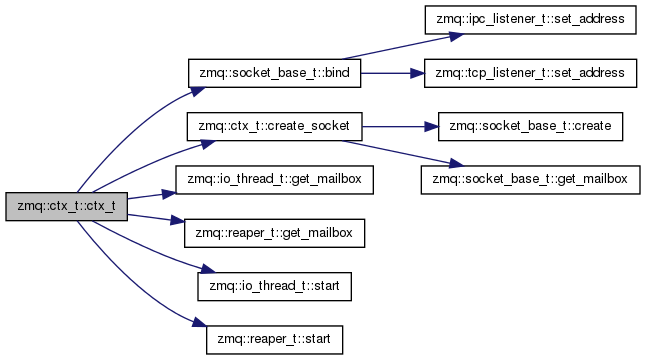 zmq::ctx_t::ctx_t
zmq::socket_base_t::bind
zmq::ipc_listener_t::set_address
zmq::tcp_listener_t::set_address
zmq::ctx_t::create_socket
zmq::socket_base_t::create
zmq::socket_base_t::get_mailbox
zmq::io_thread_t::get_mailbox
zmq::reaper_t::get_mailbox
zmq::io_thread_t::start
zmq::reaper_t::start